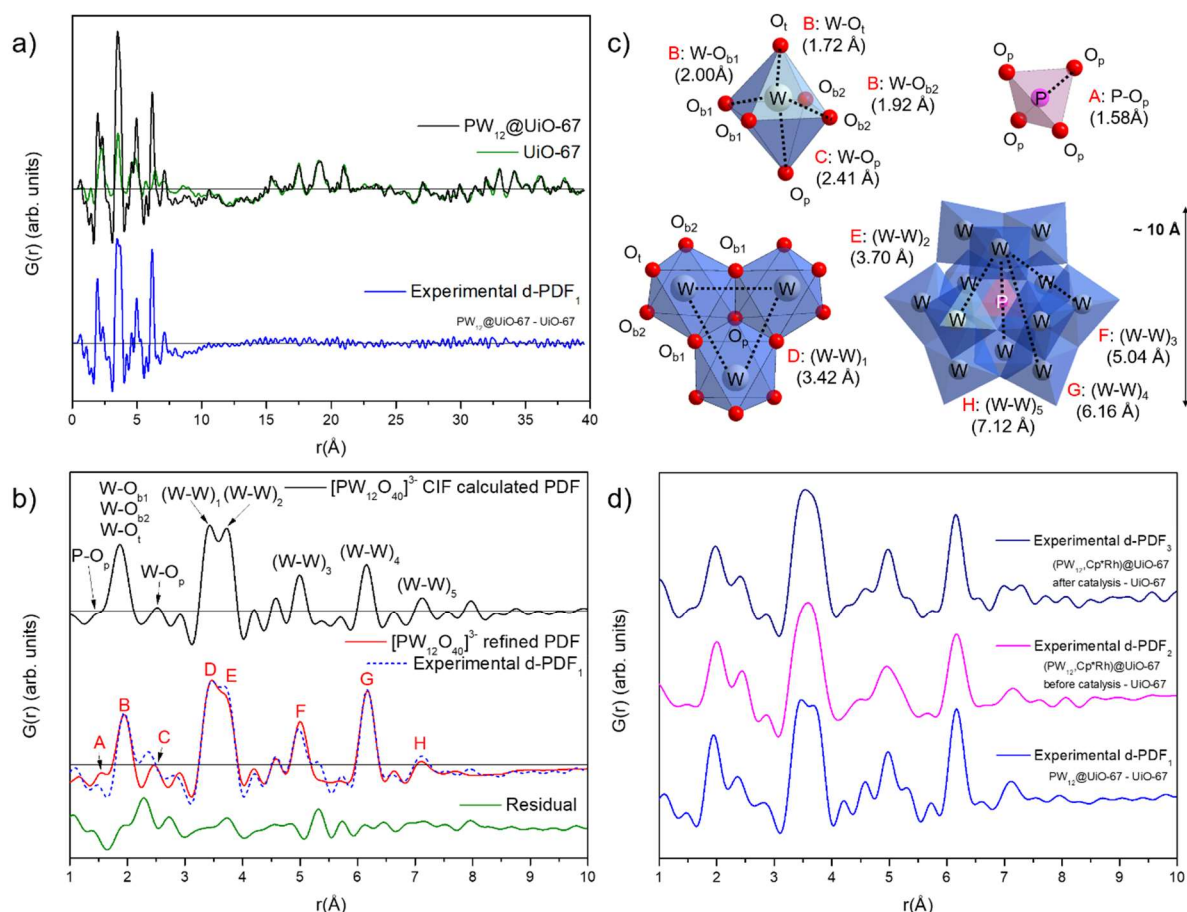 a)
G(r) (arb. units)
PW12@UiO-67
UiO-67
Experimental d-PDF1
PW12@UiO-67 - UiO-67
0 5 10 15 20 25 30 35 40
r(Å)
b)
G(r) (arb. units)
W-Ob1
W-Ob2
W-Ot
P-Op
W-Op
(W-W)1
(W-W)2
(W-W)3
(W-W)4
(W-W)5
[PW12O40]3- CIF calculated PDF
[PW12O40]3- refined PDF
Experimental d-PDF1
A
B
C
D
E
F
G
H
Residual
1 2 3 4 5 6 7 8 9 10
r(Å)
c)
Ot
B: W-Ot
(1.72 Å)
B: W-Ob1
(2.00Å)
B: W-Ob2
(1.92 Å)
W
Ob1
Ob1
Ob2
Ob2
C: W-Op
(2.41 Å)
Op
Op
Op
P
A: P-Op
(1.58Å)
Op
Op
Ob2
Ob1
Ot
W
W
Ob2
Op
Ob1
W
D: (W-W)1
(3.42 Å)
E: (W-W)2
(3.70 Å)
W
W
W
W
W
W
W
P
W
W
W
W
W
~ 10 Å
F: (W-W)3
(5.04 Å)
G: (W-W)4
(6.16 Å)
H: (W-W)5
(7.12 Å)
d)
G(r) (arb. units)
Experimental d-PDF3
(PW12,Cp*Rh)@UiO-67
after catalysis - UiO-67
Experimental d-PDF2
(PW12,Cp*Rh)@UiO-67
before catalysis - UiO-67
Experimental d-PDF1
PW12@UiO-67 - UiO-67
1 2 3 4 5 6 7 8 9 10
r(Å)